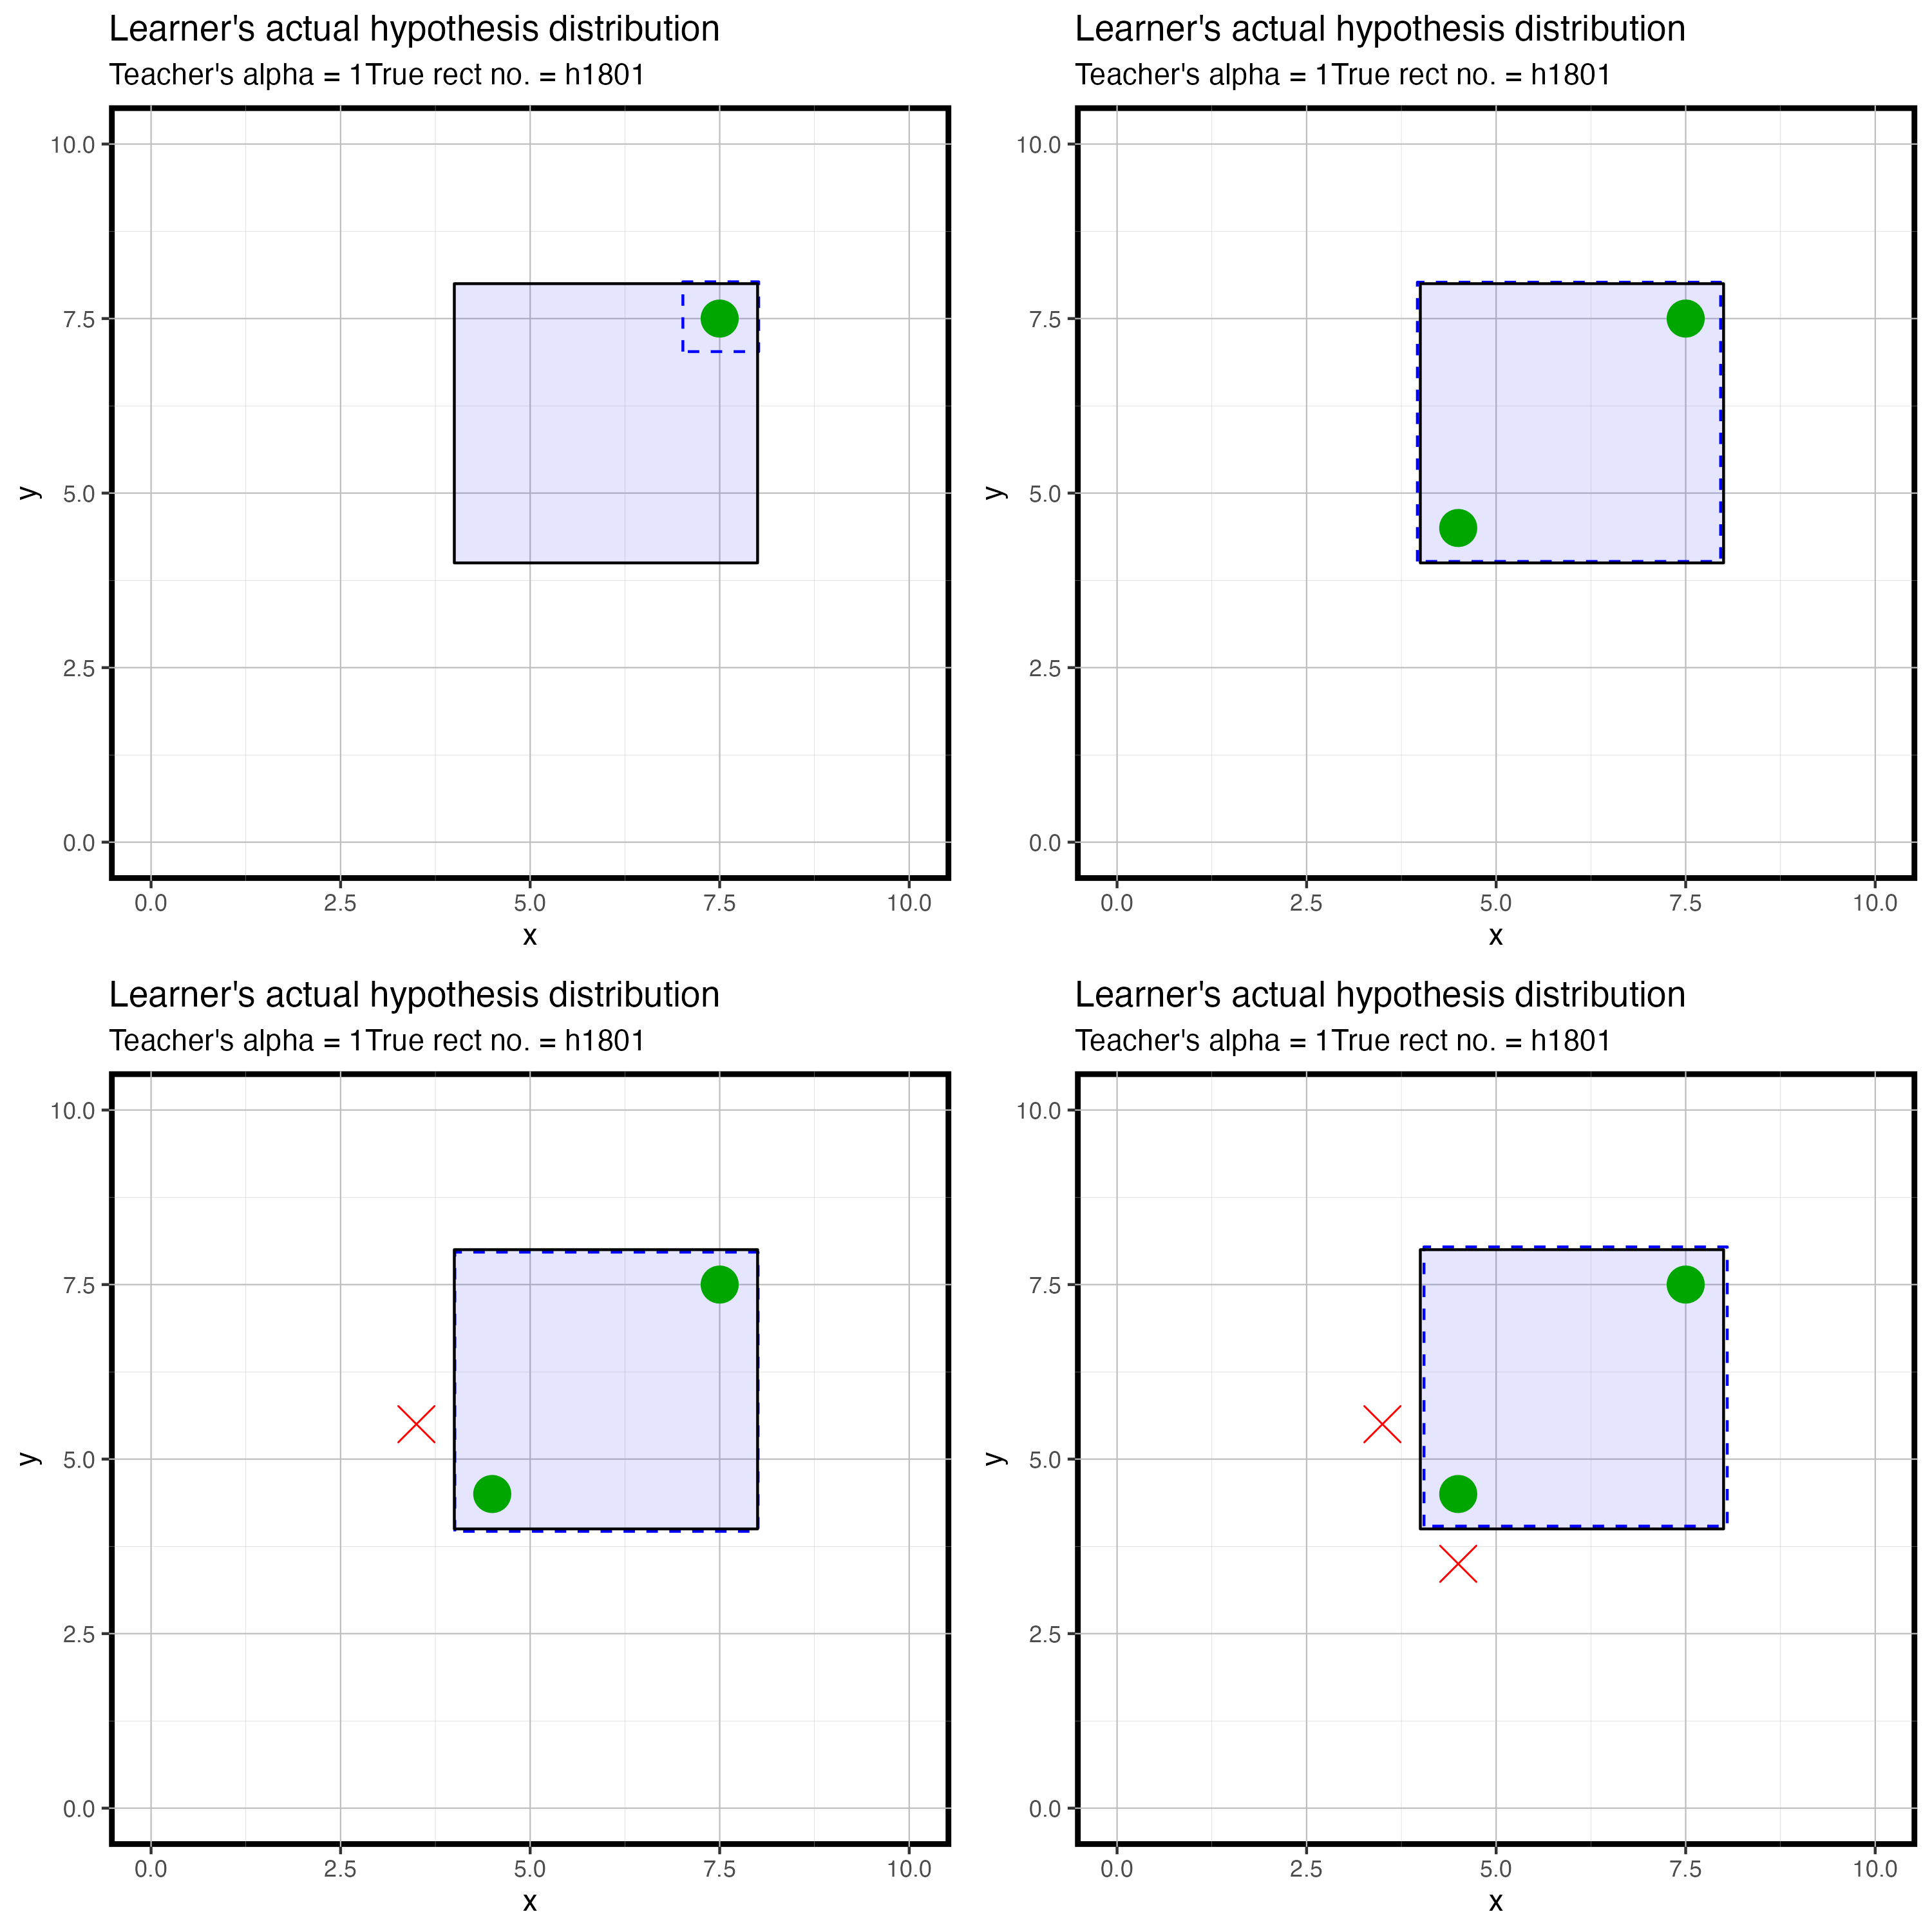 Learner's actual hypothesis distribution
Teacher's alpha = 1True rect no. = h1801
10.0
7.5
5.0
2.5
0.0
y
0.0 2.5 5.0 7.5 10.0
x
Learner's actual hypothesis distribution
Teacher's alpha = 1True rect no. = h1801
10.0
7.5
5.0
2.5
0.0
y
0.0 2.5 5.0 7.5 10.0
x
Learner's actual hypothesis distribution
Teacher's alpha = 1True rect no. = h1801
10.0
7.5
5.0
2.5
0.0
y
0.0 2.5 5.0 7.5 10.0
x
Learner's actual hypothesis distribution
Teacher's alpha = 1True rect no. = h1801
10.0
7.5
5.0
2.5
0.0
y
0.0 2.5 5.0 7.5 10.0
x